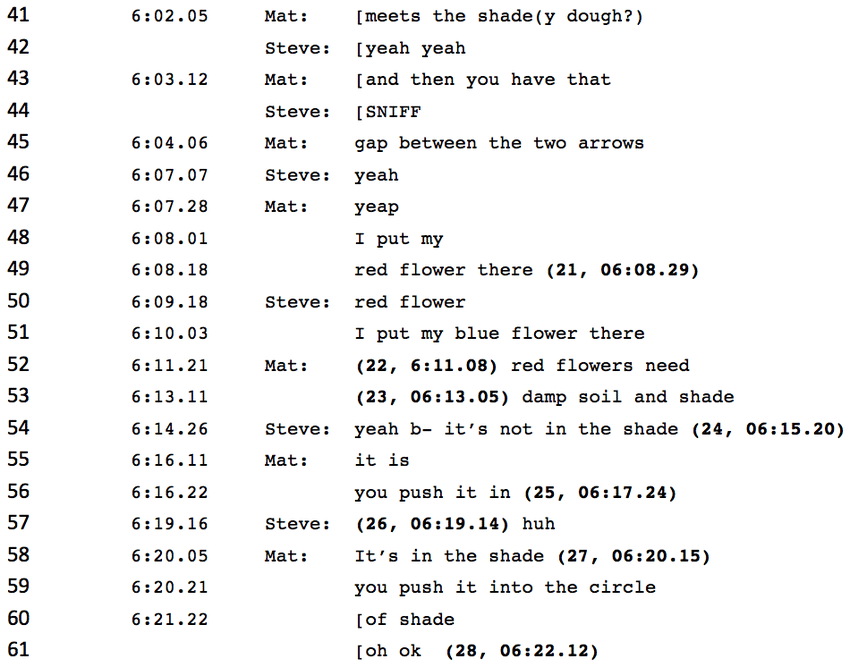 41 6:02.05 Mat: [meets the shade(y dough?)
42 Steve: [yeah yeah
43 6:03.12 Mat: [and then you have that
44 Steve: [SNIFF
45 6:04.06 Mat: gap between the two arrows
46 6:07.07 Steve: yeah
47 6:07.28 Mat: yeap
48 6:08.01 I put my
49 6:08.18 red flower there (21, 06:08.29)
50 6:09.18 Steve: red flower
51 6:10.03 I put my blue flower there
52 6:11.21 Mat: (22, 6:11.08) red flowers need
53 6:13.11 (23, 06:13.05) damp soil and shade
54 6:14.26 Steve: yeah b- it’s not in the shade (24, 06:15.20)
55 6:16.11 Mat: it is
56 6:16.22 you push it in (25, 06:17.24)
57 6:19.16 Steve: (26, 06:19.14) huh
58 6:20.05 Mat: It’s in the shade (27, 06:20.15)
59 6:20.21 you push it into the circle
60 6:21.22 [of shade
61 [oh ok (28, 06:22.12)